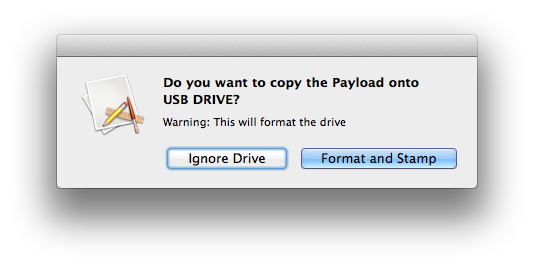 Do you want to copy the Payload onto
USB DRIVE?
Warning: This will format the drive
Ignore Drive
Format and Stamp